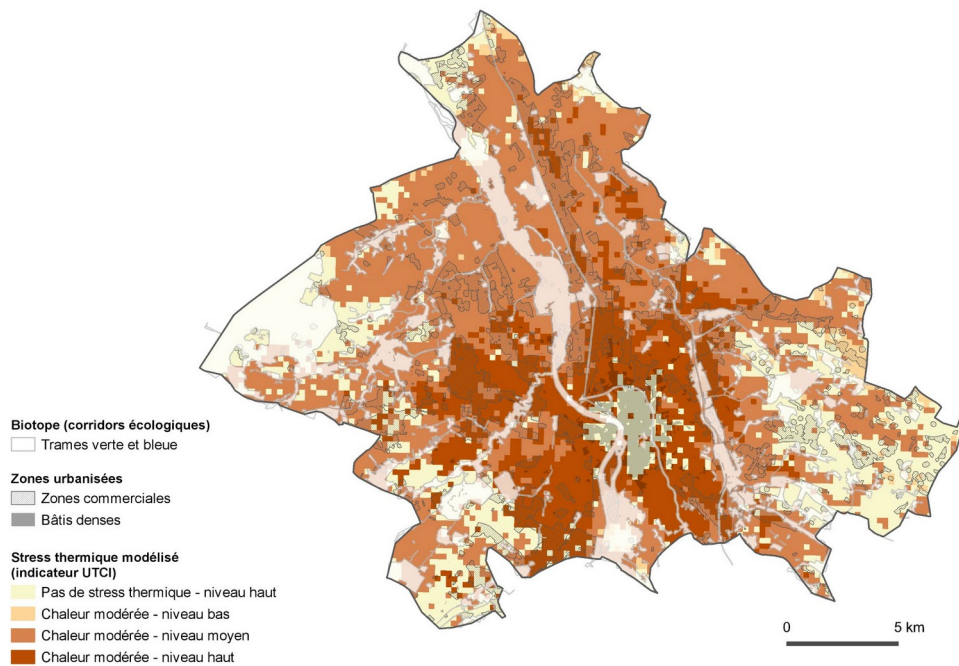 Biotope (corridors écologiques)
Trames verte et bleue
Zones urbanisées
Zones commerciales
Bâtis denses
Stress thermique modélisé
(indicateur UTCI)
Pas de stress thermique - niveau haut
Chaleur modérée - niveau bas
Chaleur modérée - niveau moyen
Chaleur modérée - niveau haut
0 5 km